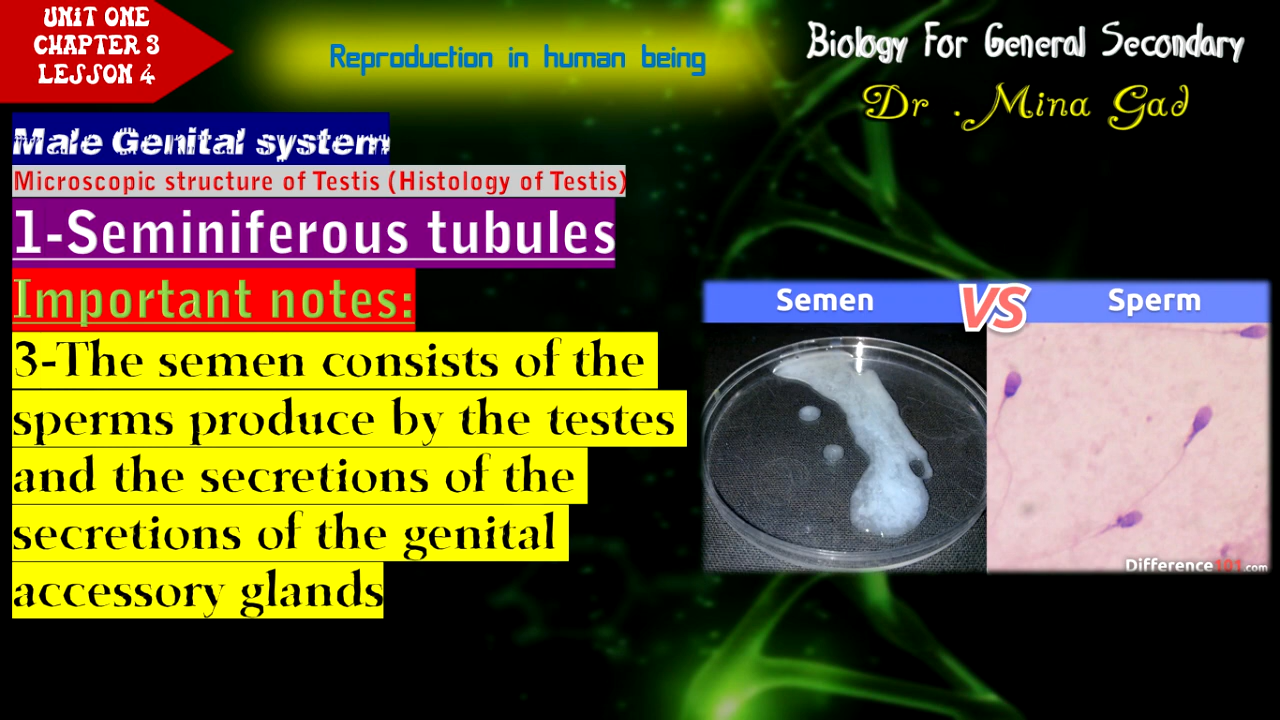 UNIT ONE
CHAPTER 3
LESSON 4
Reproduction in human being
Biology For General Secondary
Dr .Mina Gad
Male Genital system
Microscopic structure of Testis (Histology of Testis)
1-Seminiferous tubules
Important notes:
3-The semen consists of the
sperms produce by the testes
and the secretions of the
secretions of the genital
accessory glands
Semen VS Sperm
Difference101.com